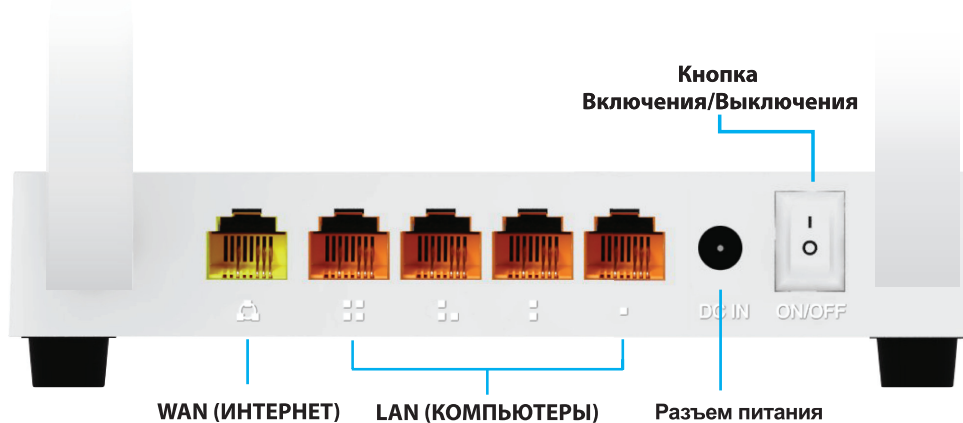 Кнопка
Включения/Выключения
DC IN
ON/OFF
WAN (ИНТЕРНЕТ)
LAN (КОМПЬЮТЕРЫ)
Разъем питания